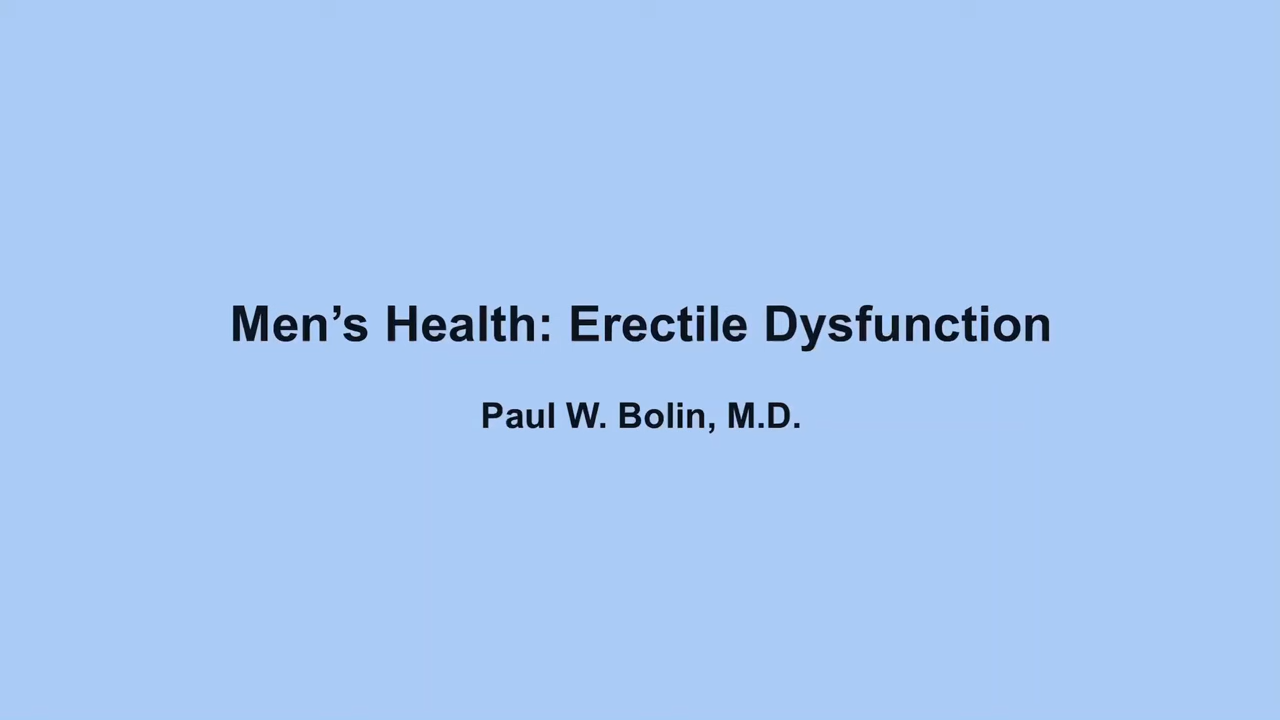 Men’s Health: Erectile Dysfunction
Paul W. Bolin, M.D.